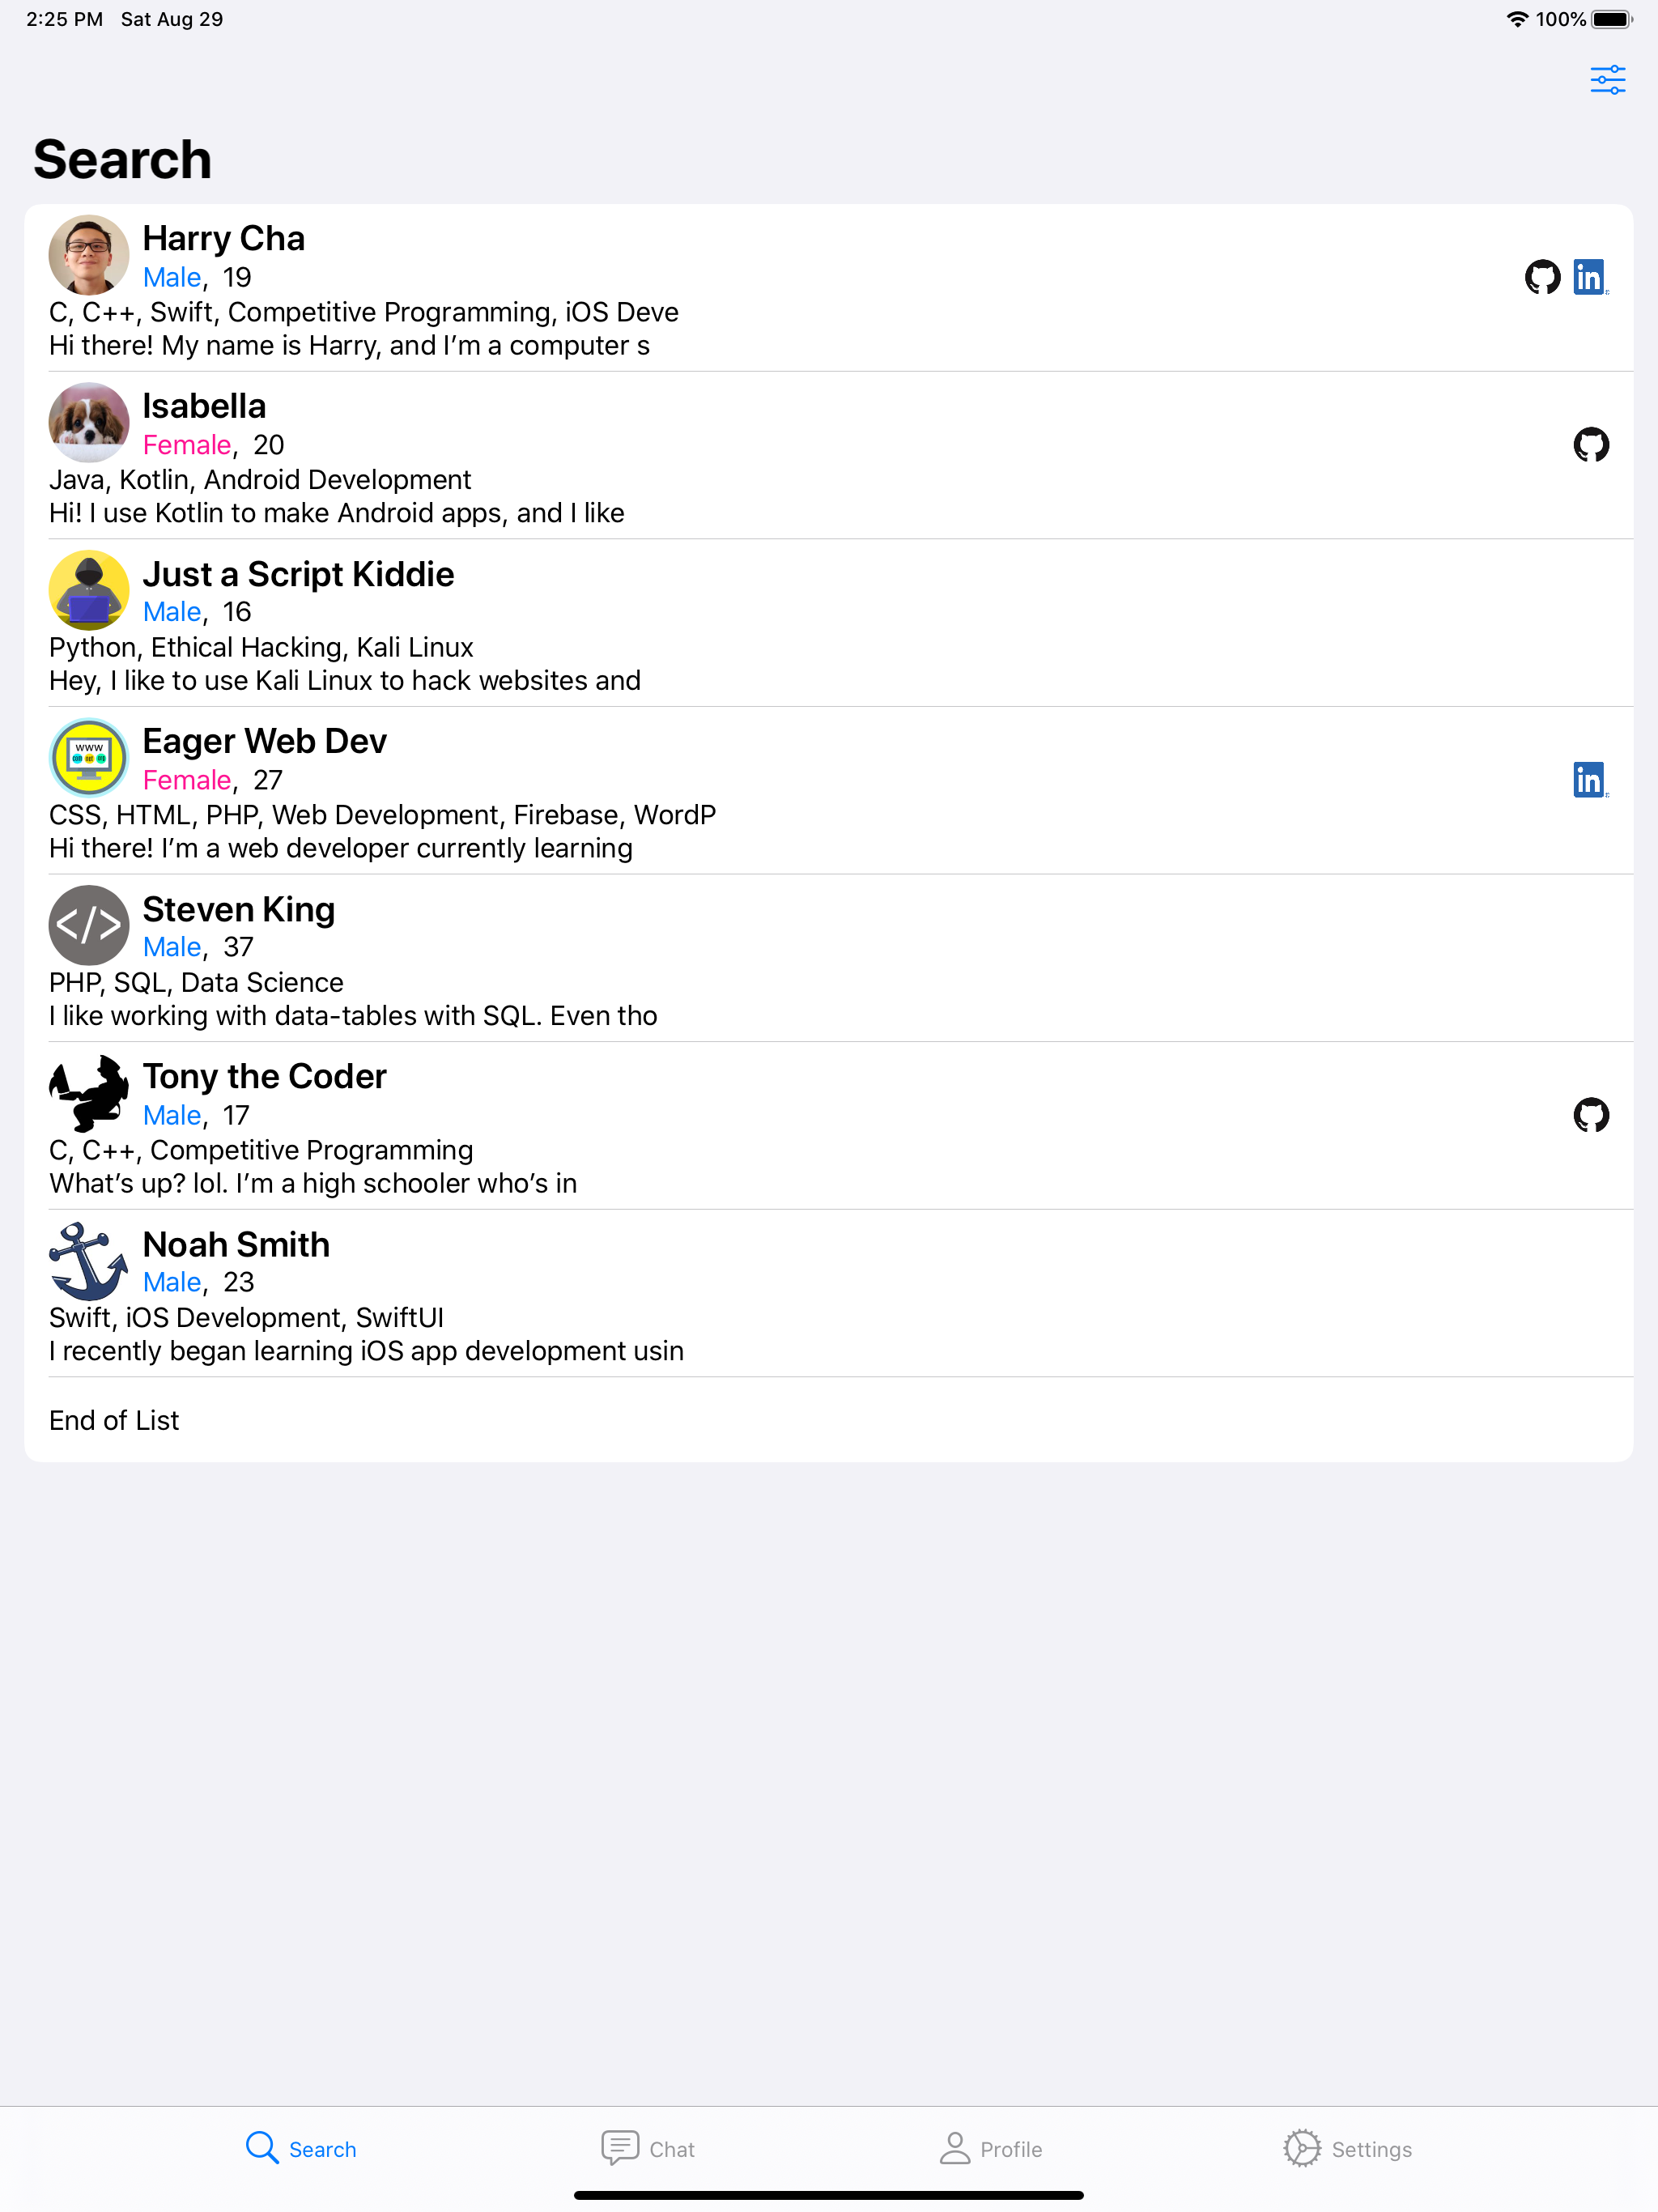 2:25 PM Sat Aug 29 100%
Search
Harry Cha
Male, 19
in
C, C++, Swift, Competitive Programming, iOS Deve
Hi there! My name is Harry, and I’m a computer s
Isabella
Female, 20
Java, Kotlin, Android Development
Hi! I use Kotlin to make Android apps, and I like
Just a Script Kiddie
Male, 16
Python, Ethical Hacking, Kali Linux
Hey, I like to use Kali Linux to hack websites and
WWW
Eager Web Dev
Female, 27
in
CSS, HTML, PHP, Web Development, Firebase, WordP
Hi there! I’m a web developer currently learning
</>
Steven King
Male, 37
PHP, SQL, Data Science
I like working with data-tables with SQL. Even tho
Tony the Coder
Male, 17
C, C++, Competitive Programming
What’s up? lol. I’m a high schooler who’s in
Noah Smith
Male, 23
Swift, iOS Development, SwiftUI
I recently began learning iOS app development usin
End of List
Search Chat Profile Settings